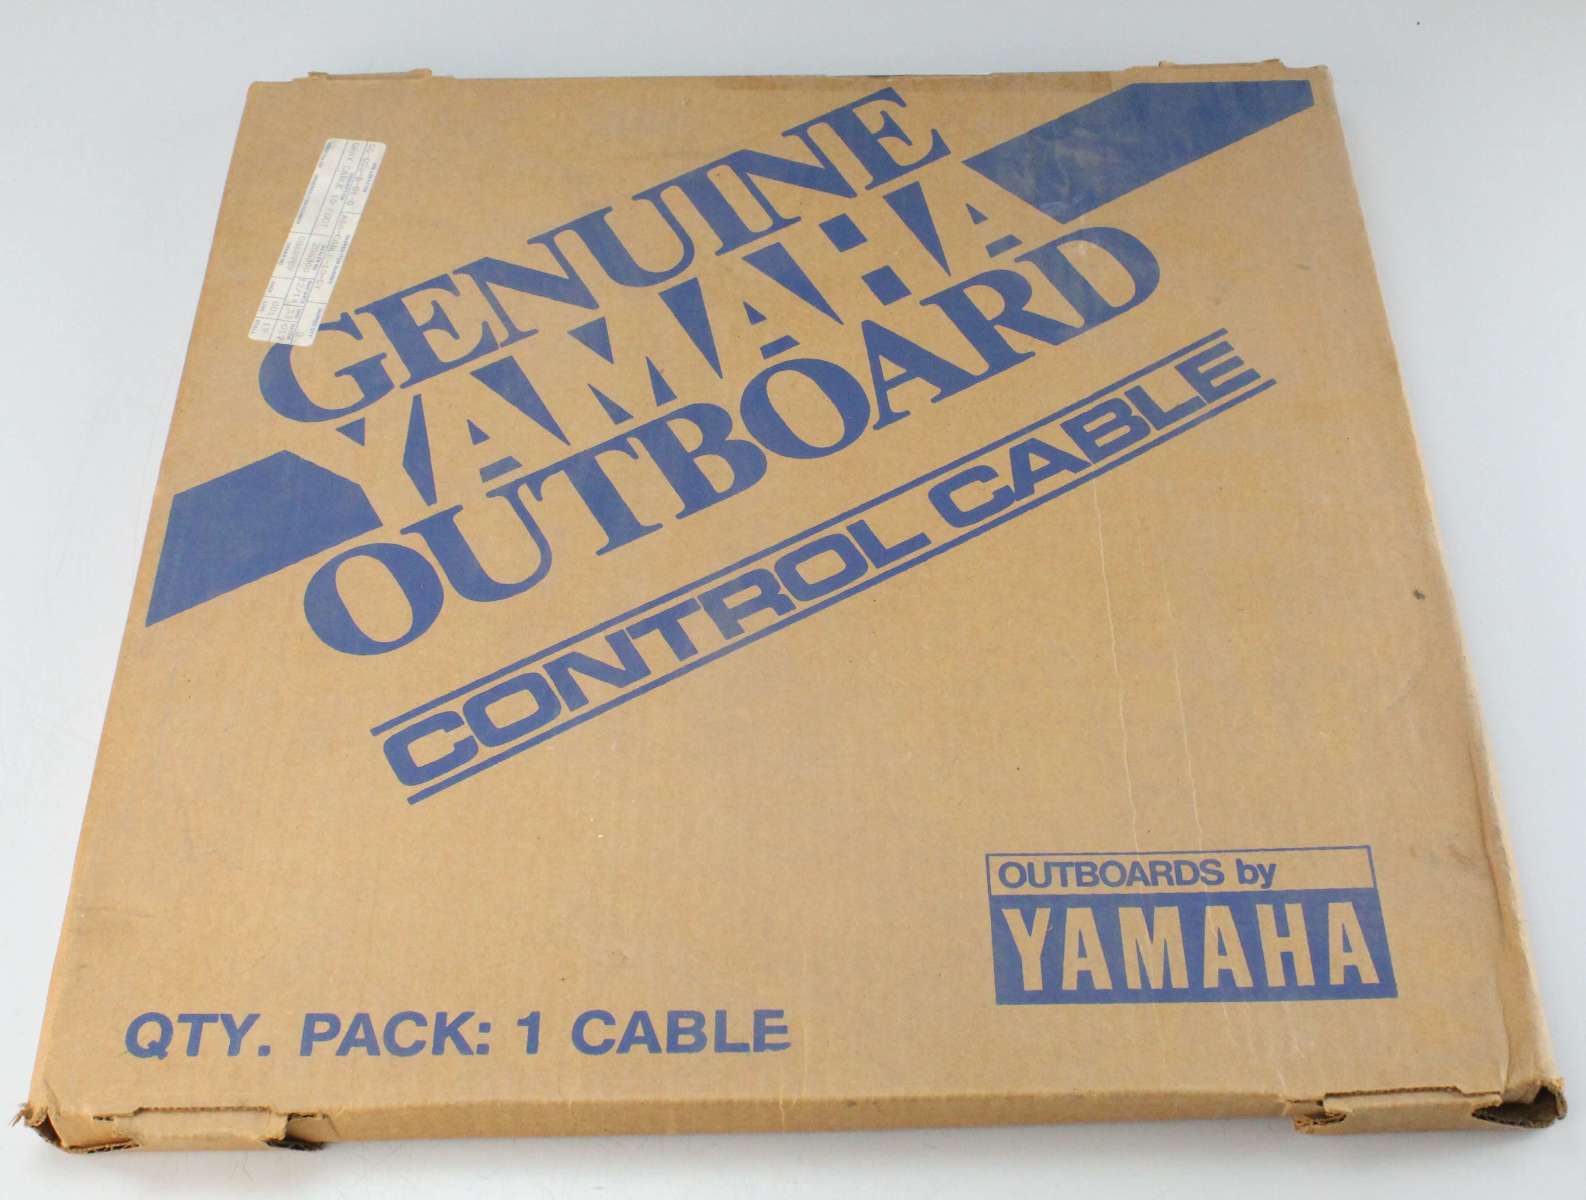 GENUINE
YAMAHA
OUTBOARD
CONTROL CABLE
OUTBOARDS by
YAMAHA
QTY. PACK: 1 CABLE